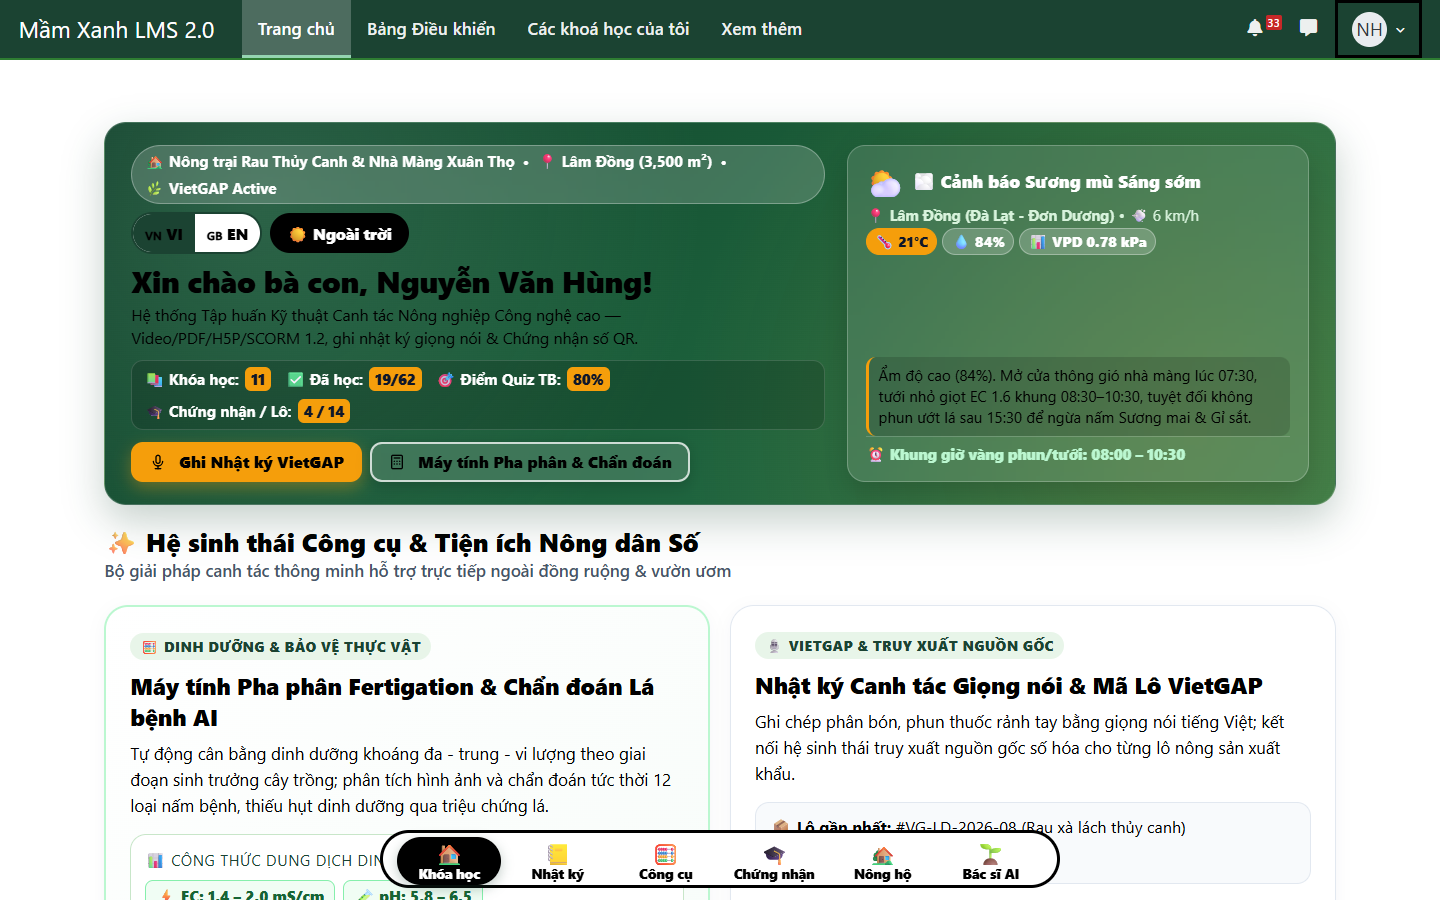 Mầm Xanh LMS 2.0
Trang chủ
Bảng Điều khiển
Các khoá học của tôi
Xem thêm
33
NH
Nông trại Rau Thủy Canh & Nhà Màng Xuân Thọ • Lâm Đồng (3,500 m²) •
VietGAP Active
VN VI
GB EN
Ngoài trời
Xin chào bà con, Nguyễn Văn Hùng!
Hệ thống Tập huấn Kỹ thuật Canh tác Nông nghiệp Công nghệ cao —
Video/PDF/H5P/SCORM 1.2, ghi nhật ký giọng nói & Chứng nhận số QR.
Khóa học: 11 Đã học: 19/62 Điểm Quiz TB: 80%
Chứng nhận / Lô: 4 / 14
Ghi Nhật ký VietGAP
Máy tính Pha phân & Chẩn đoán
Cảnh báo Sương mù Sáng sớm
Lâm Đồng (Đà Lạt - Đơn Dương) • 6 km/h
21°C
84%
VPD 0.78 kPa
Ẩm độ cao (84%). Mở cửa thông gió nhà màng lúc 07:30,
tưới nhỏ giọt EC 1.6 khung 08:30–10:30, tuyệt đối không
phun ướt lá sau 15:30 để ngừa nấm Sương mai & Gỉ sắt.
Khung giờ vàng phun/tưới: 08:00 – 10:30
Hệ sinh thái Công cụ & Tiện ích Nông dân Số
Bộ giải pháp canh tác thông minh hỗ trợ trực tiếp ngoài đồng ruộng & vườn ươm
DINH DƯỠNG & BẢO VỆ THỰC VẬT
Máy tính Pha phân Fertigation & Chẩn đoán Lá
bệnh AI
Tự động cân bằng dinh dưỡng khoáng đa - trung - vi lượng theo giai
đoạn sinh trưởng cây trồng; phân tích hình ảnh và chẩn đoán tức thời 12
loại nấm bệnh, thiếu hụt dinh dưỡng qua triệu chứng lá.
CÔNG THỨC DUNG DỊCH DIN
EC: 1.4 – 2.0 mS/cm
pH: 5.8 – 6.5
VIETGAP & TRUY XUẤT NGUỒN GỐC
Nhật ký Canh tác Giọng nói & Mã Lô VietGAP
Ghi chép phân bón, phun thuốc rảnh tay bằng giọng nói tiếng Việt; kết
nối hệ sinh thái truy xuất nguồn gốc số hóa cho từng lô nông sản xuất
khẩu.
Lô gần nhất: #VG-LD-2026-08 (Rau xà lách thủy canh)
Khóa học
Nhật ký
Công cụ
Chứng nhận
Nông hộ
Bác sĩ AI